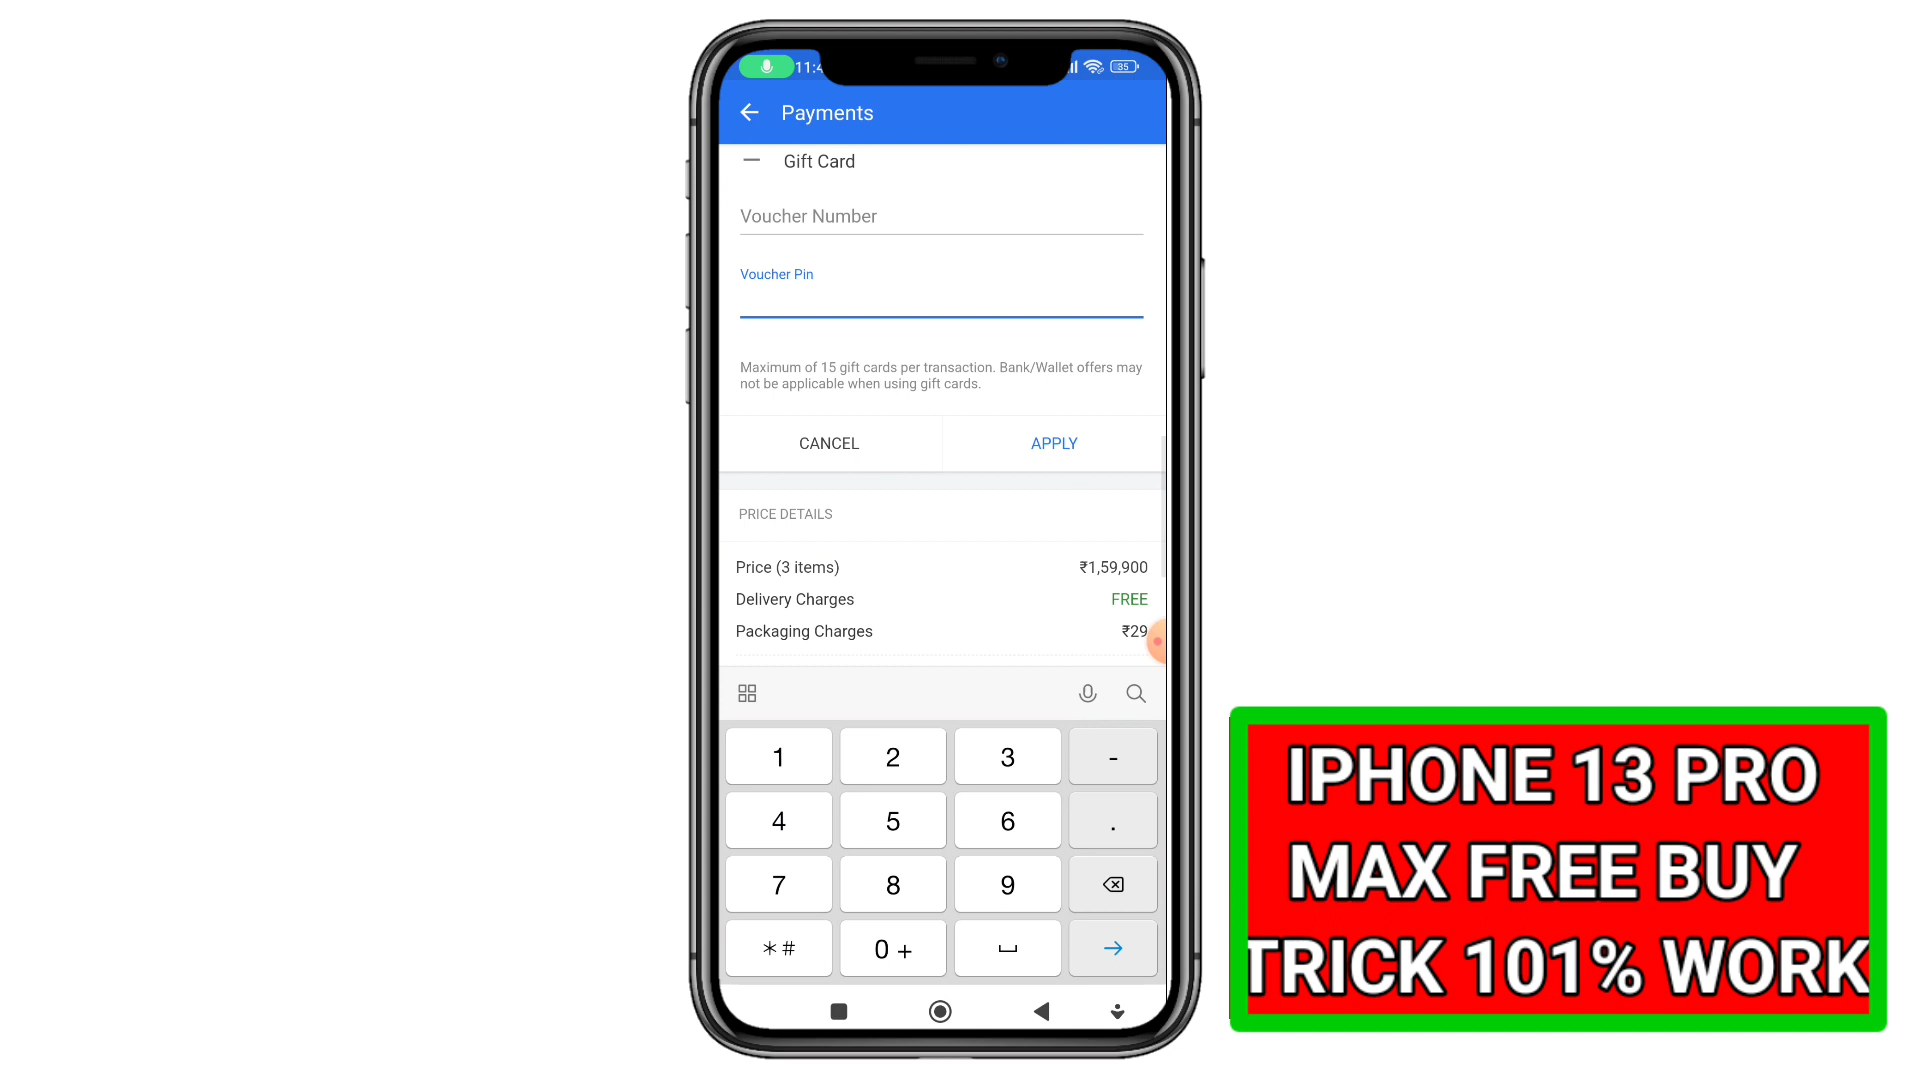 11:4
35
Payments
Gift Card
Voucher Number
Voucher Pin
Maximum of 15 gift cards per transaction. Bank/Wallet offers may
not be applicable when using gift cards.
CANCEL
APPLY
PRICE DETAILS
Price (3 items)
₹1,59,900
Delivery Charges
FREE
Packaging Charges
₹29
1
2
3
-
4
5
6
.
7
8
9
*#
0 +
IPHONE 13 PRO
MAX FREE BUY
TRICK 101% WORK